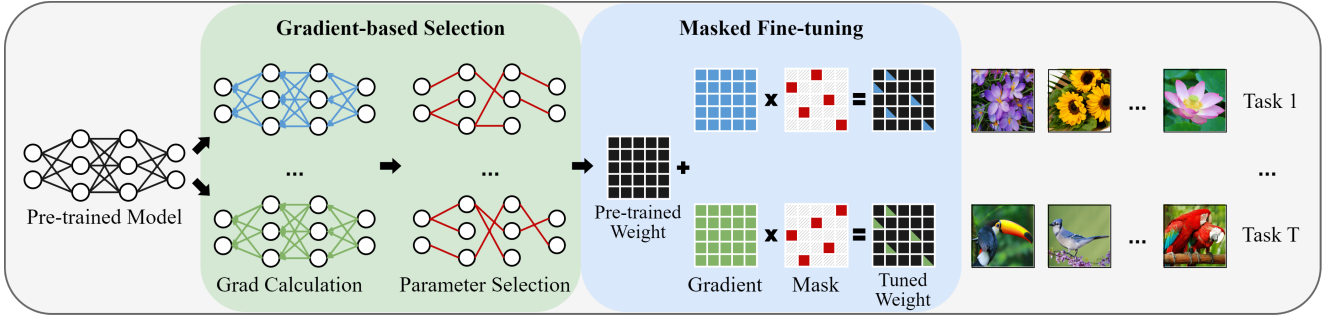 Gradient-based Selection
Masked Fine-tuning
x
=
Task 1
...
Pre-trained Model
...
...
+
Pre-trained
Weight
...
x
=
...
Task T
Grad Calculation
Parameter Selection
Gradient
Mask
Tuned
Weight